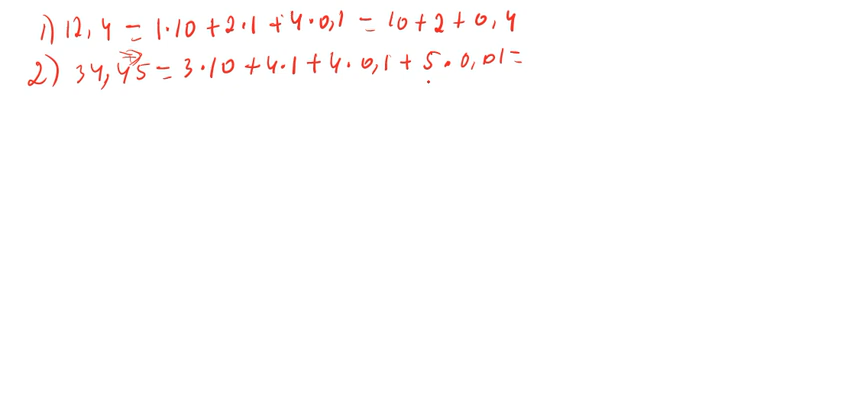 1) 12,4 = 1·10 + 2·1 + 4·0,1 = 10 + 2 + 0,4
2) 34,45 = 3·10 + 4·1 + 4·0,1 + 5·0,01 =